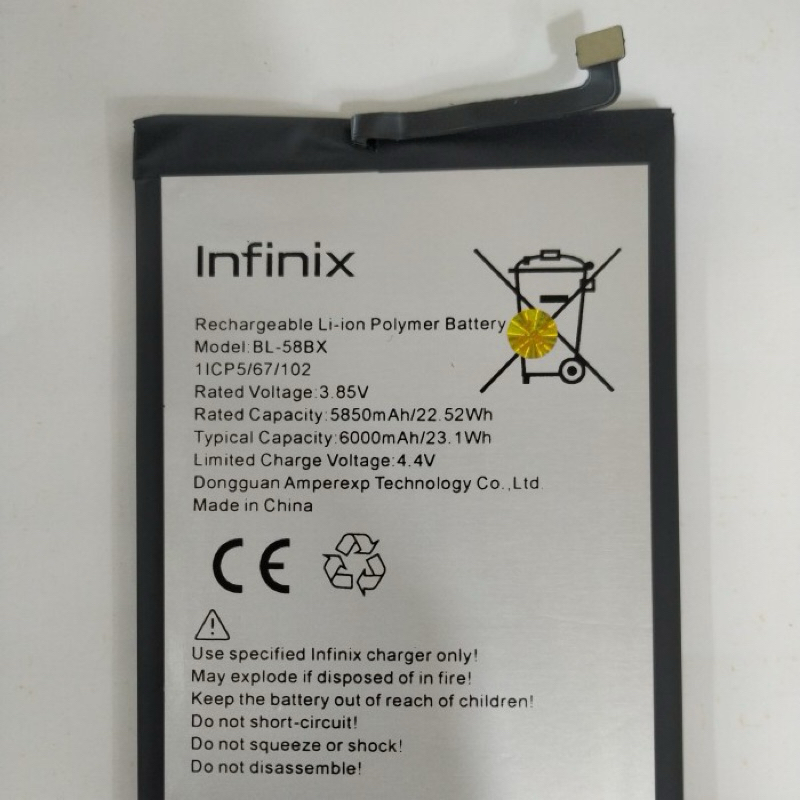 Infinix
Rechargeable Li-ion Polymer Battery
Model:BL-58BX
1ICP5/67/102
Rated Voltage:3.85V
Rated Capacity:5850mAh/22.52Wh
Typical Capacity:6000mAh/23.1Wh
Limited Charge Voltage:4.4V
Dongguan Amperexp Technology Co.,Ltd.
Made in China
CE
Use specified Infinix charger only!
May explode if disposed of in fire!
Keep the battery out of reach of children!
Do not short-circuit!
Do not squeeze or shock!
Do not disassemble!